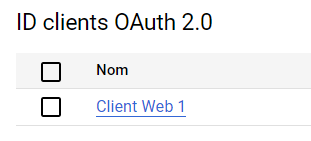 ID clients OAuth 2.0
Nom
Client Web 1